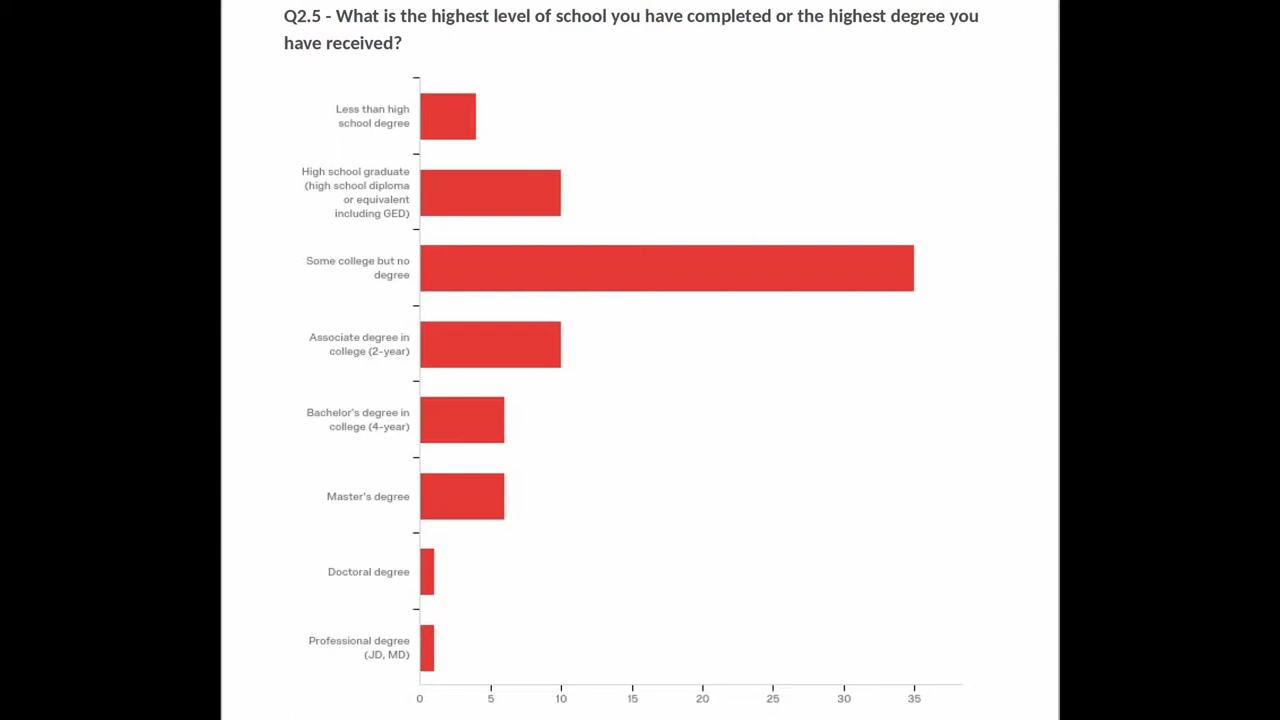 Q2.5 - What is the highest level of school you have completed or the highest degree you
have received?
Less than high
school degree
High school graduate
(high school diploma
or equivalent
including GED)
Some college but no
degree
Associate degree in
college (2-year)
Bachelor's degree in
college (4-year)
Master's degree
Doctoral degree
Professional degree
(JD, MD)
0 5 10 15 20 25 30 35